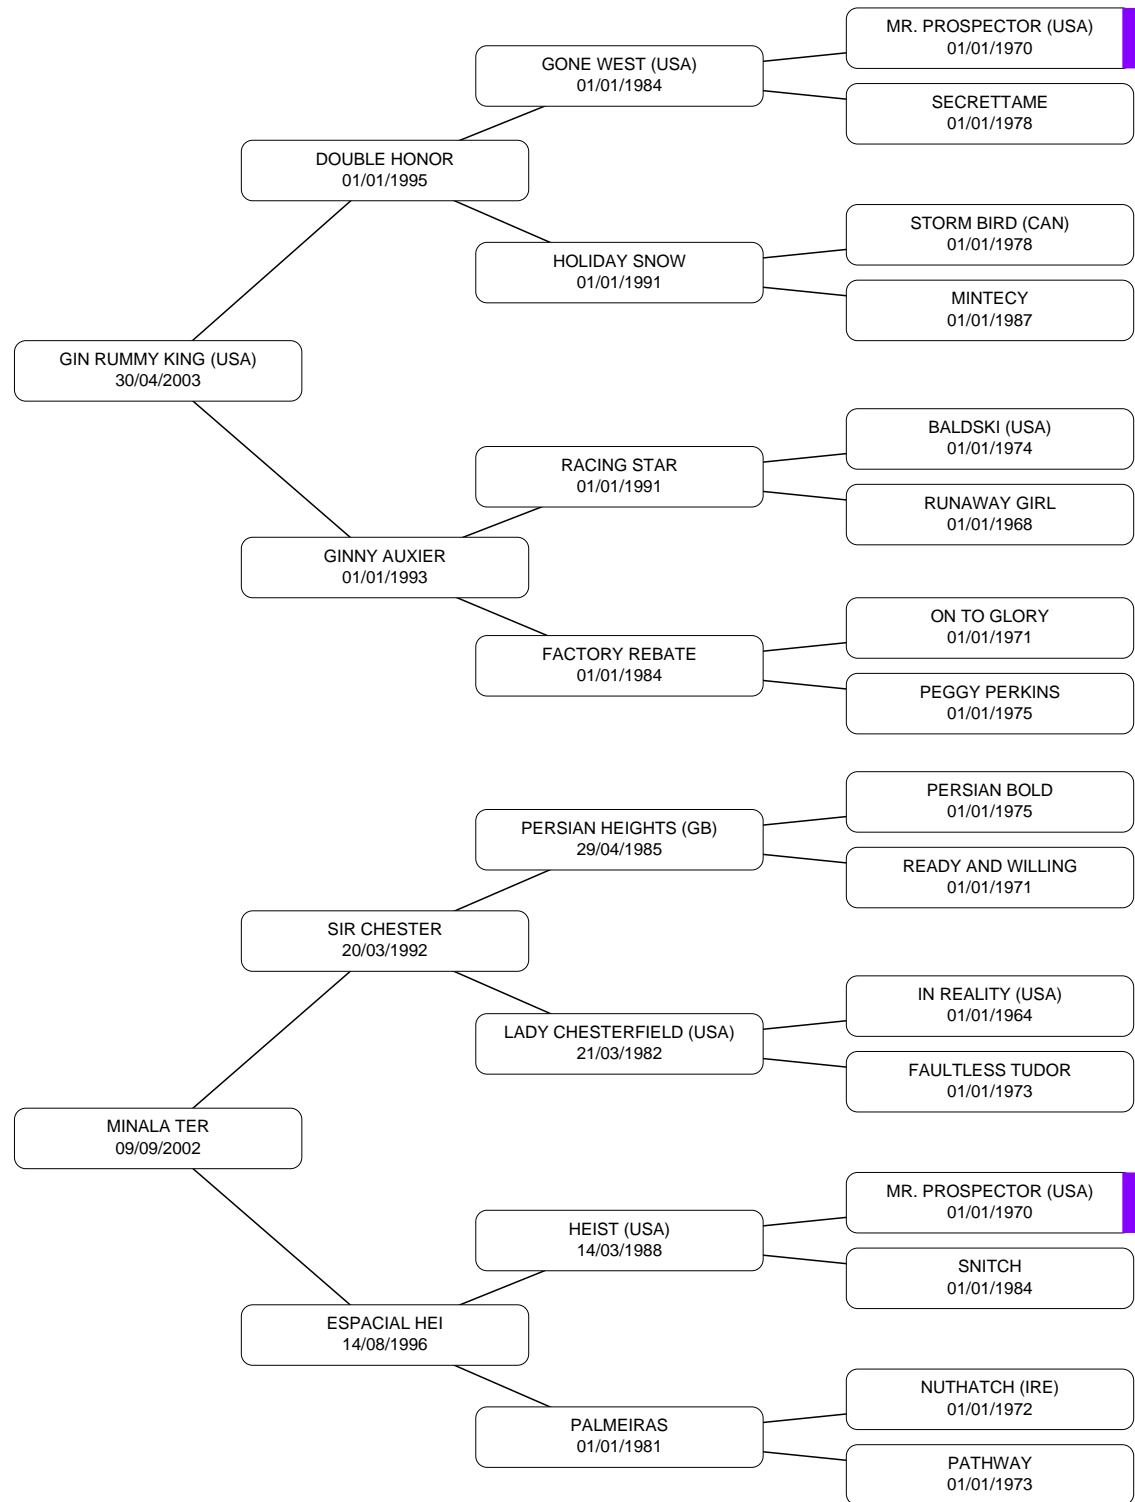 MR. PROSPECTOR (USA)
01/01/1970
GONE WEST (USA)
01/01/1984
SECRETTAME
01/01/1978
DOUBLE HONOR
01/01/1995
STORM BIRD (CAN)
01/01/1978
HOLIDAY SNOW
01/01/1991
MINTECY
01/01/1987
GIN RUMMY KING (USA)
30/04/2003
BALDSKI (USA)
01/01/1974
RACING STAR
01/01/1991
RUNAWAY GIRL
01/01/1968
GINNY AUXIER
01/01/1993
ON TO GLORY
01/01/1971
FACTORY REBATE
01/01/1984
PEGGY PERKINS
01/01/1975
PERSIAN BOLD
01/01/1975
PERSIAN HEIGHTS (GB)
29/04/1985
READY AND WILLING
01/01/1971
SIR CHESTER
20/03/1992
IN REALITY (USA)
01/01/1964
LADY CHESTERFIELD (USA)
21/03/1982
FAULTLESS TUDOR
01/01/1973
MINALA TER
09/09/2002
MR. PROSPECTOR (USA)
01/01/1970
HEIST (USA)
14/03/1988
SNITCH
01/01/1984
ESPACIAL HEI
14/08/1996
NUTHATCH (IRE)
01/01/1972
PALMEIRAS
01/01/1981
PATHWAY
01/01/1973